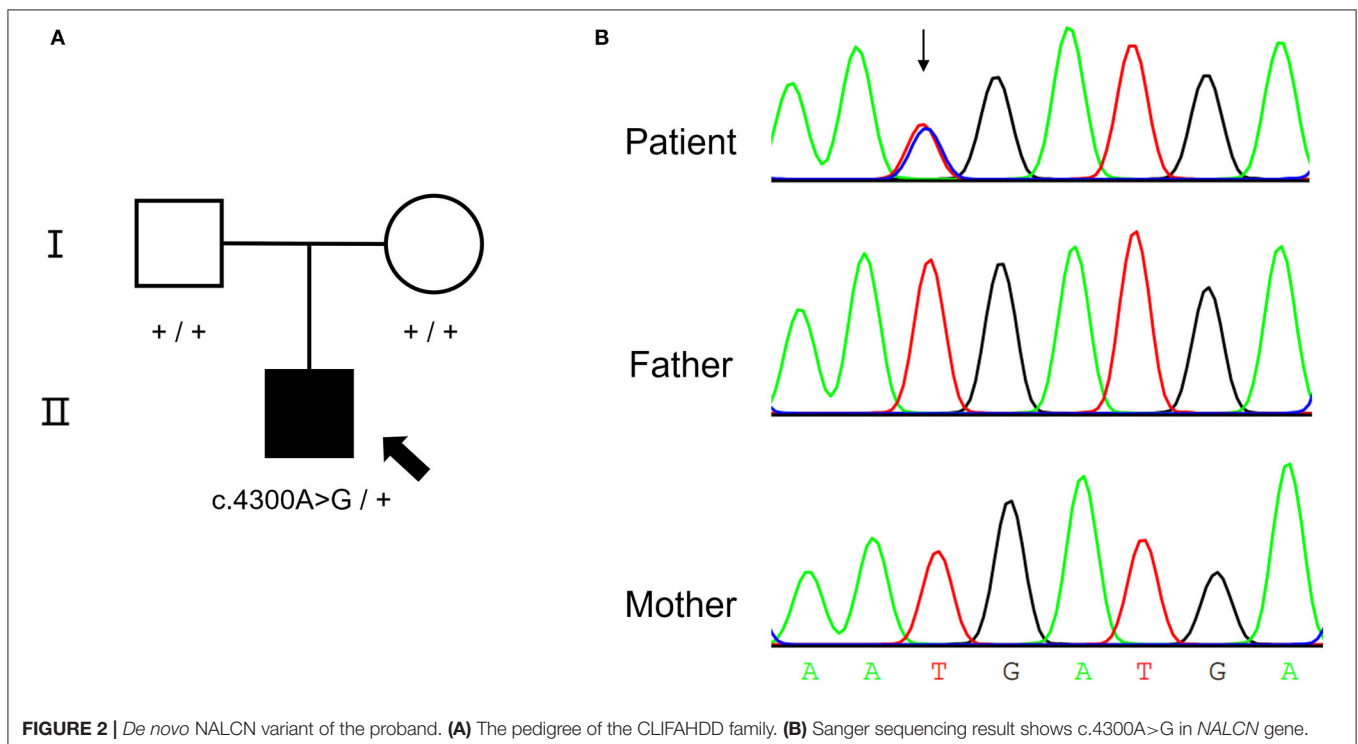 A
I
+ / +
+ / +
II
c.4300A>G / +
B
Patient
Father
Mother
A A T G A T G A
FIGURE 2 | De novo NALCN variant of the proband. (A) The pedigree of the CLIFAHDD family. (B) Sanger sequencing result shows c.4300A>G in NALCN gene.